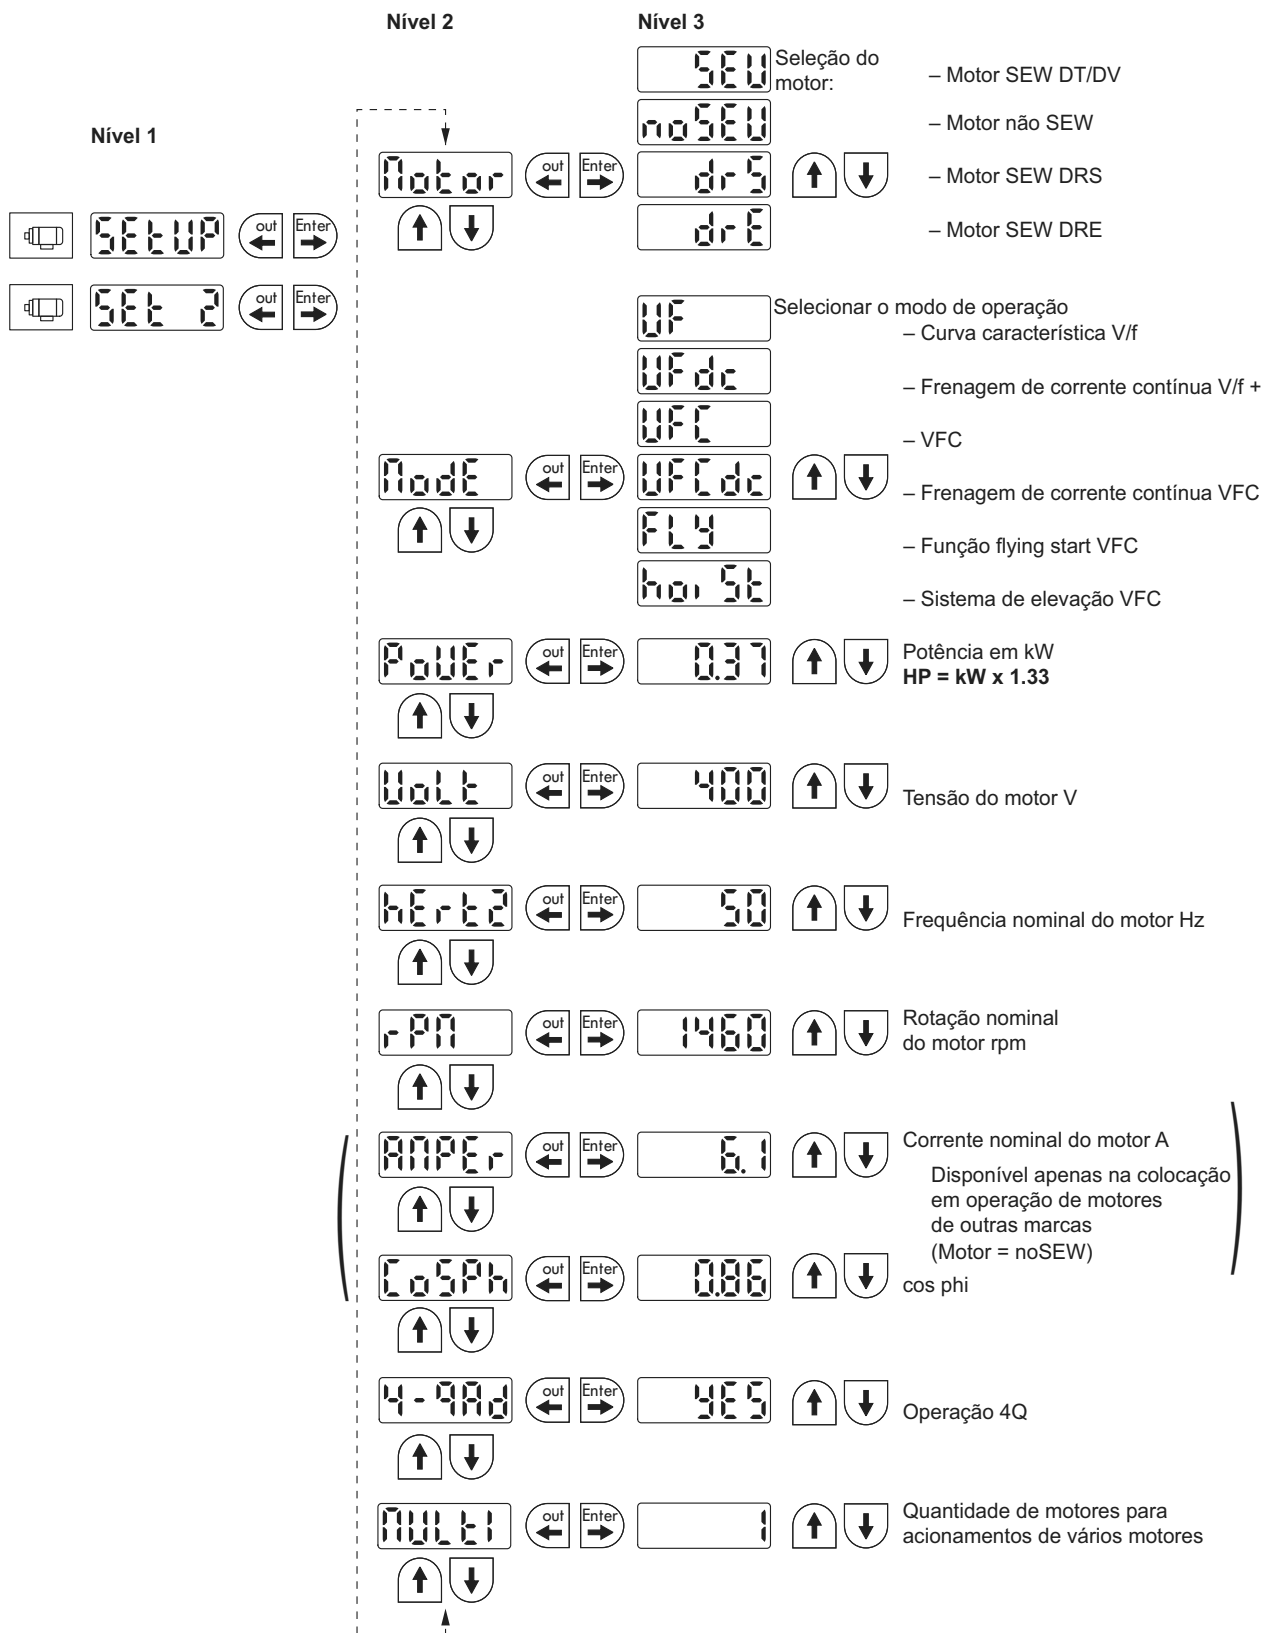 Nível 2 Nível 3
SEU Seleção do motor: – Motor SEW DT/DV
Nível 1
noSEU – Motor não SEW
Motor out Enter drS – Motor SEW DRS
SEtUP out Enter
drE – Motor SEW DRE
SEt 2 out Enter
UF Selecionar o modo de operação
– Curva característica V/f
UFdc – Frenagem de corrente contínua V/f +
UFC – VFC
ModE out Enter UFCdc – Frenagem de corrente contínua VFC
FLY – Função flying start VFC
hoiSt – Sistema de elevação VFC
PoUEr out Enter 0.37 Potência em kW
HP = kW x 1.33
UoLt out Enter 400 Tensão do motor V
hErt2 out Enter 50 Frequência nominal do motor Hz
rPM out Enter 1460 Rotação nominal
do motor rpm
AMPEr out Enter 6.1 Corrente nominal do motor A
Disponível apenas na colocação
em operação de motores
de outras marcas
(Motor = noSEW)
CoSPh out Enter 0.86 cos phi
4-qAd out Enter YES Operação 4Q
MULtI out Enter 1 Quantidade de motores para
acionamentos de vários motores